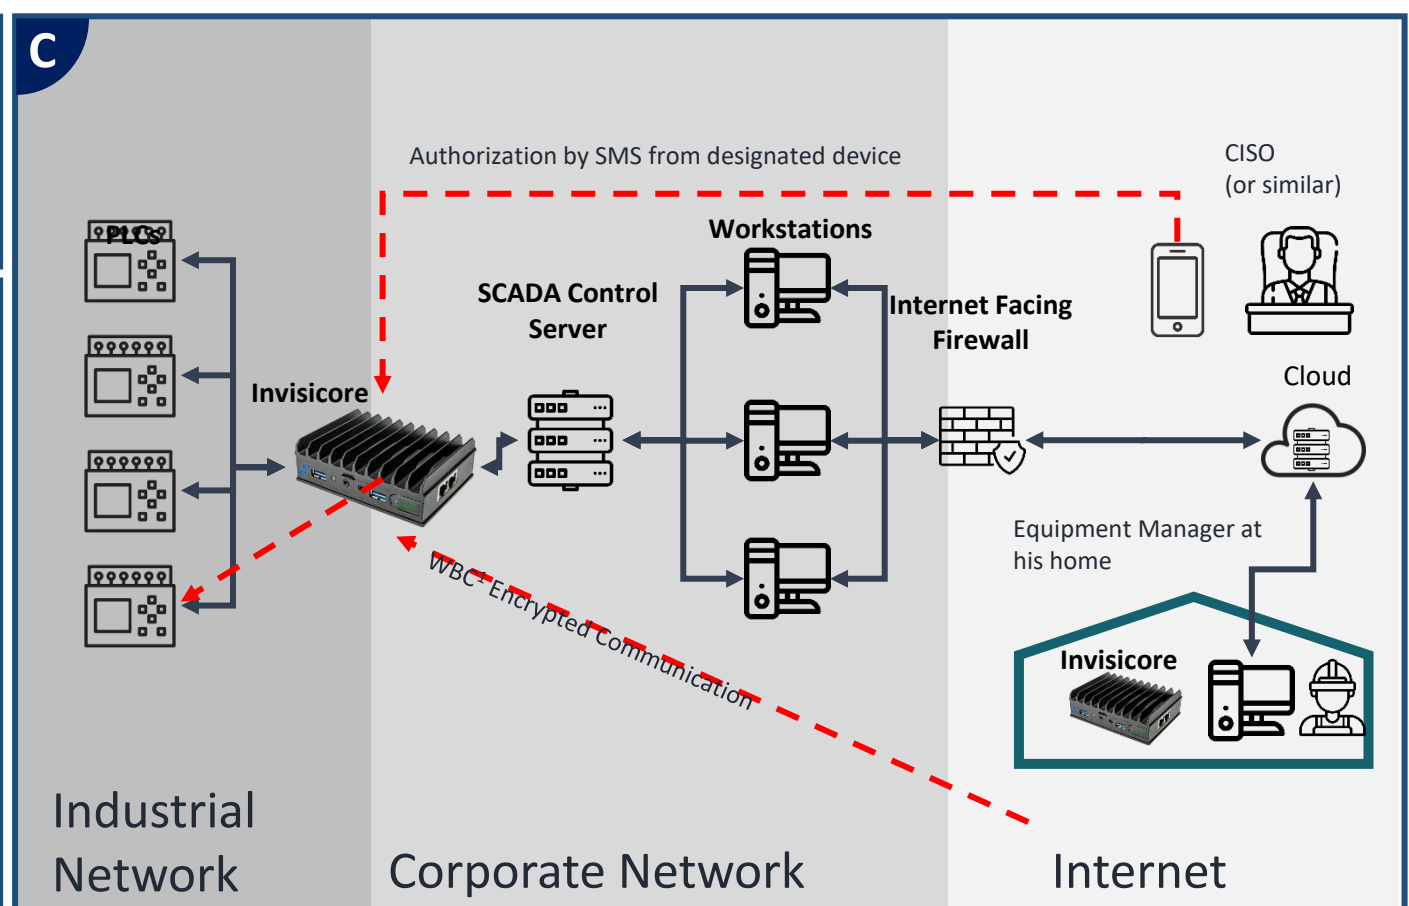 C
Authorization by SMS from designated device
CISO
(or similar)
PLCs
Workstations
SCADA Control
Server
Internet Facing
Firewall
Invisicore
Cloud
Equipment Manager at
his home
WBC¹ Encrypted Communication
Invisicore
Industrial
Network
Corporate Network
Internet